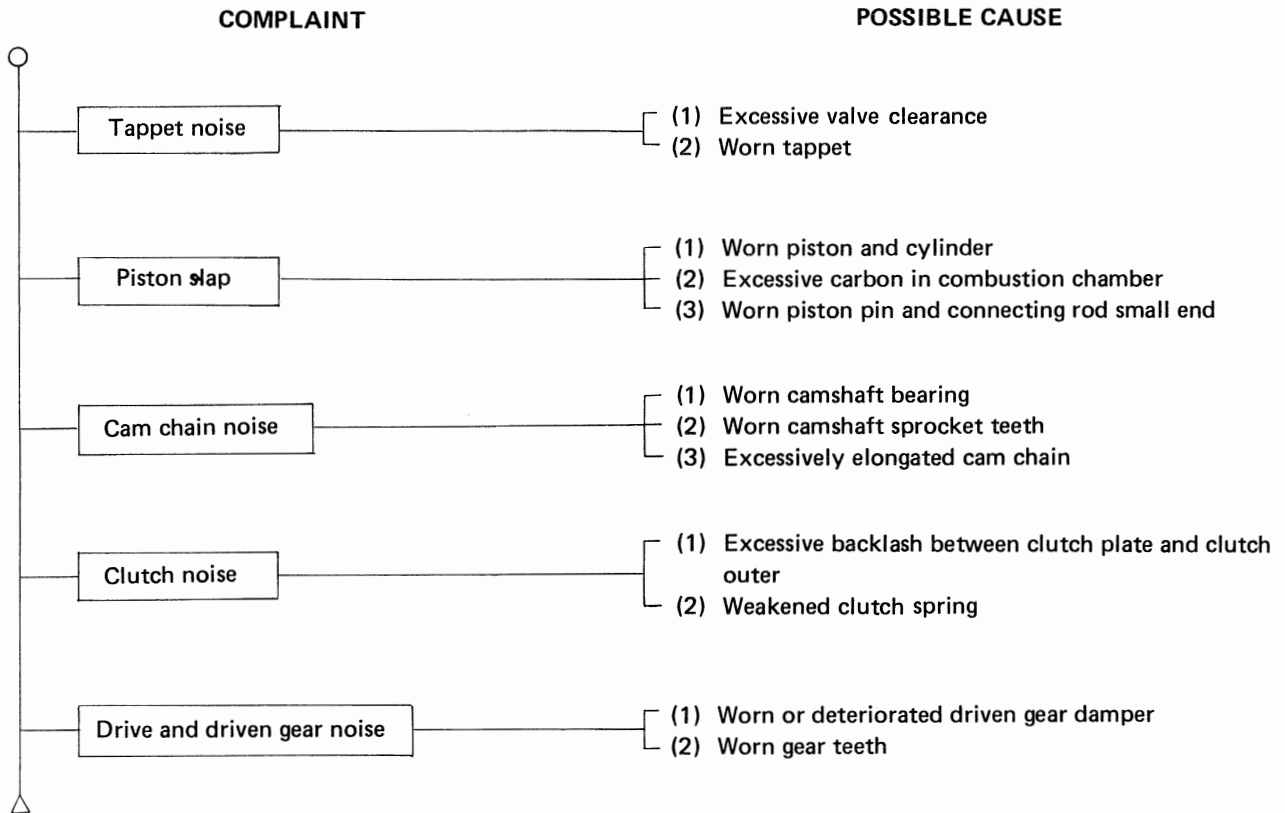 COMPLAINT
POSSIBLE CAUSE
Tappet noise
(1) Excessive valve clearance
(2) Worn tappet
Piston slap
(1) Worn piston and cylinder
(2) Excessive carbon in combustion chamber
(3) Worn piston pin and connecting rod small end
Cam chain noise
(1) Worn camshaft bearing
(2) Worn camshaft sprocket teeth
(3) Excessively elongated cam chain
Clutch noise
(1) Excessive backlash between clutch plate and clutch
outer
(2) Weakened clutch spring
Drive and driven gear noise
(1) Worn or deteriorated driven gear damper
(2) Worn gear teeth